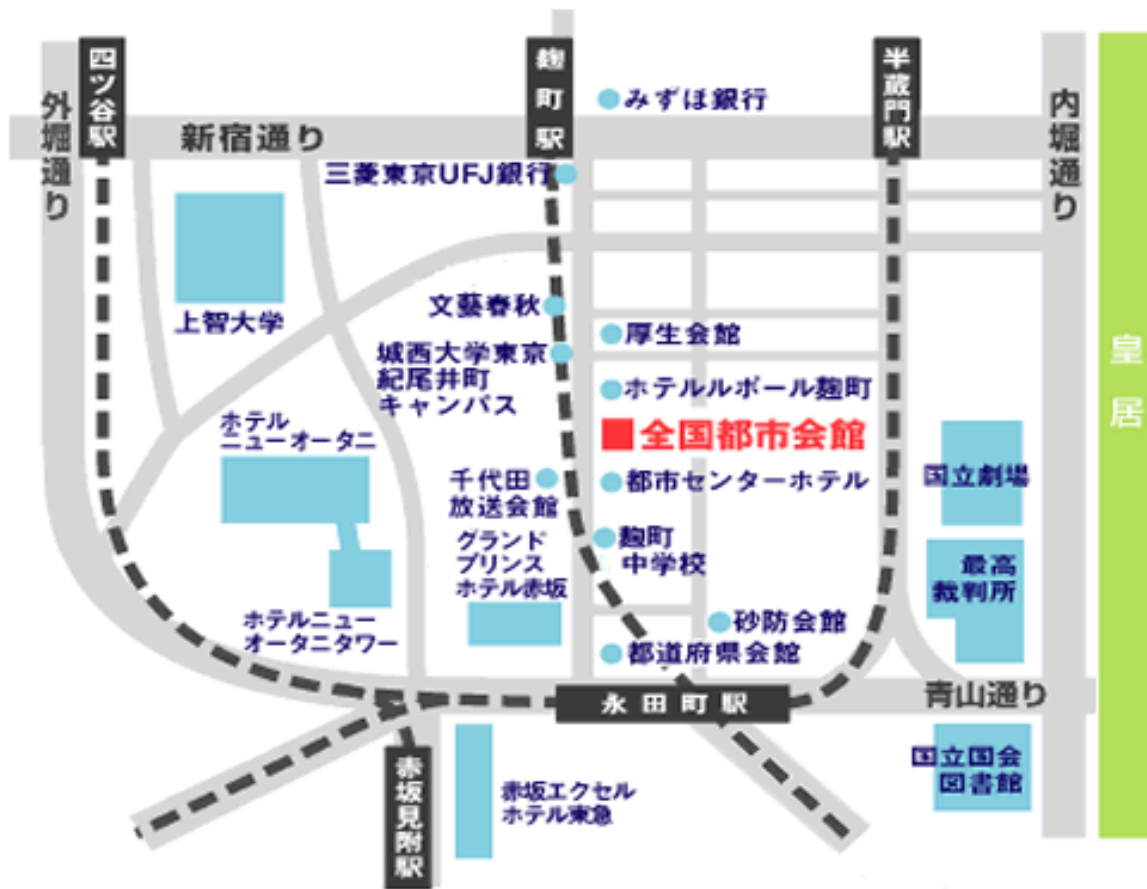 四ツ谷駅
麹町駅
半蔵門駅
外堀通り
新宿通り
みずほ銀行
内堀通り
三菱東京UFJ銀行
上智大学
文藝春秋
城西大学東京
紀尾井町
キャンパス
厚生会館
ホテルルポール麹町
皇居
全国都市会館
ホテル
ニューオータニ
千代田
放送会館
都市センターホテル
国立劇場
グランド
プリンス
ホテル赤坂
麹町
中学校
最高
裁判所
ホテルニュー
オータニタワー
砂防会館
都道府県会館
永田町駅
青山通り
赤坂見附駅
赤坂エクセル
ホテル東急
国立国会
図書館